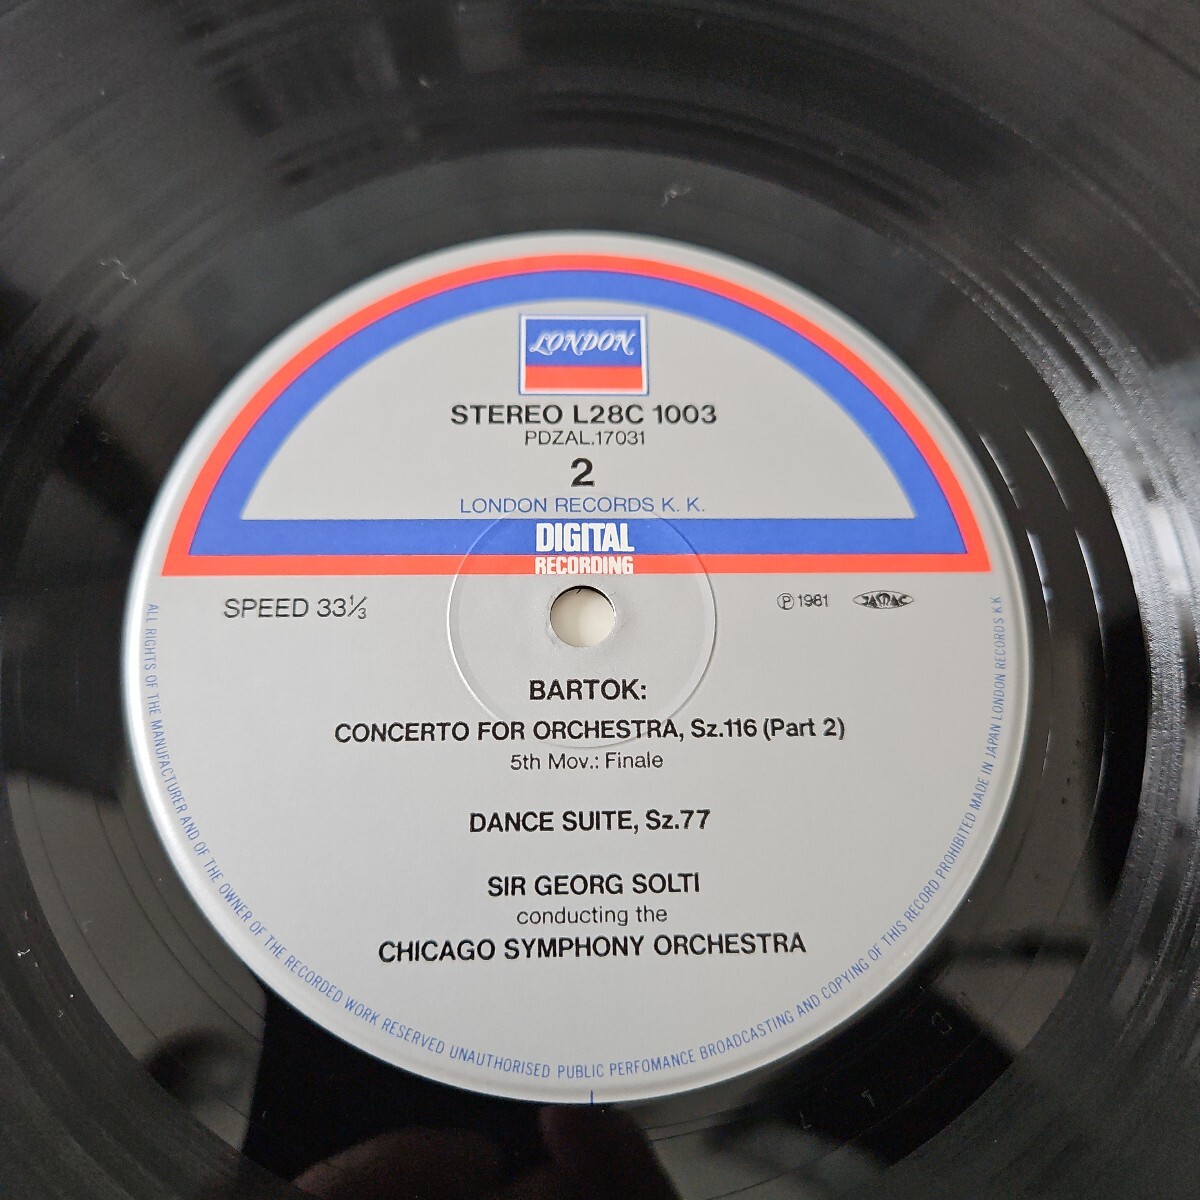 LONDON
STEREO L28C 1003
PDZAL.17031
2
LONDON RECORDS K. K.
DIGITAL
RECORDING
SPEED 33⅓
Ⓟ 1981 JASRAC
BARTOK:
CONCERTO FOR ORCHESTRA, Sz.116 (Part 2)
5th Mov.: Finale
DANCE SUITE, Sz.77
SIR GEORG SOLTI
conducting the
CHICAGO SYMPHONY ORCHESTRA
ALL RIGHTS OF THE MANUFACTURER AND OF THE OWNER OF THE RECORDED WORK RESERVED UNAUTHORISED PUBLIC PERFOMANCE BROADCASTING AND COPYING OF THIS RECORD PROHIBITED MADE IN JAPAN LONDON RECORDS K K